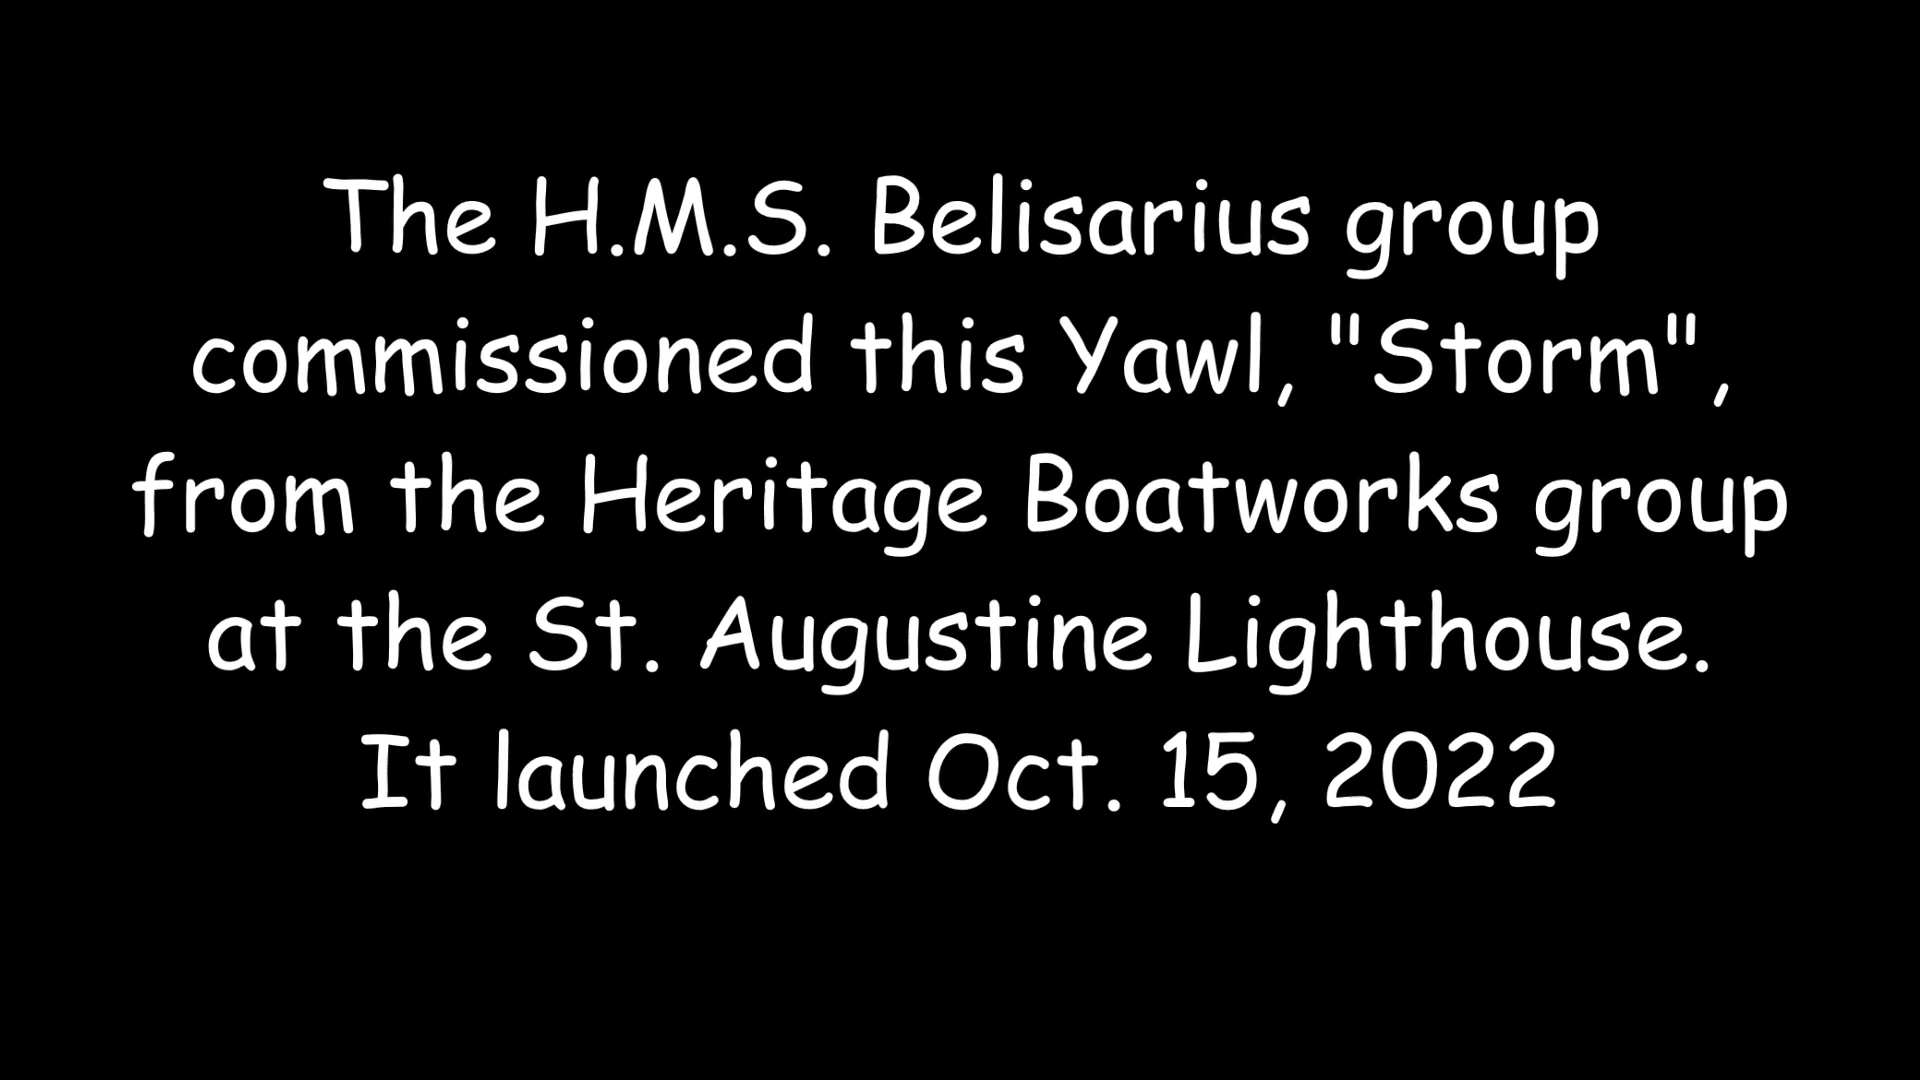 The H.M.S. Belisarius group
commissioned this Yawl, "Storm",
from the Heritage Boatworks group
at the St. Augustine Lighthouse.
It launched Oct. 15, 2022